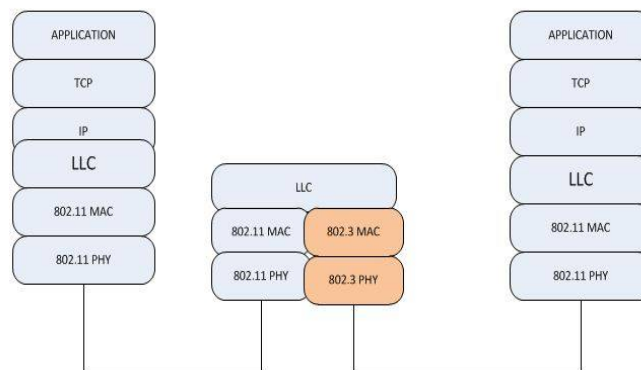 APPLICATION
TCP
IP
LLC
802.11 MAC
802.11 PHY
LLC
802.11 MAC
802.3 MAC
802.11 PHY
802.3 PHY
APPLICATION
TCP
IP
LLC
802.11 MAC
802.11 PHY